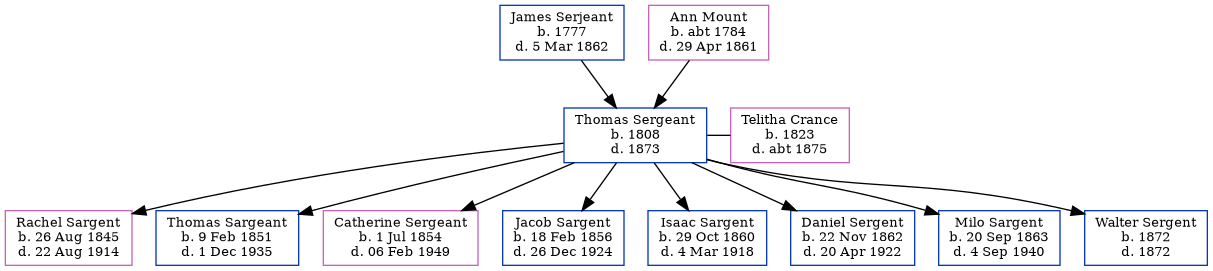 James Serjeant
b. 1777
d. 5 Mar 1862
Ann Mount
b. abt 1784
d. 29 Apr 1861
Thomas Sergeant
b. 1808
d. 1873
Telitha Crance
b. 1823
d. abt 1875
Rachel Sargent
b. 26 Aug 1845
d. 22 Aug 1914
Thomas Sargeant
b. 9 Feb 1851
d. 1 Dec 1935
Catherine Sergeant
b. 1 Jul 1854
d. 06 Feb 1949
Jacob Sargent
b. 18 Feb 1856
d. 26 Dec 1924
Isaac Sargent
b. 29 Oct 1860
d. 4 Mar 1918
Daniel Sergent
b. 22 Nov 1862
d. 20 Apr 1922
Milo Sargent
b. 20 Sep 1863
d. 4 Sep 1940
Walter Sergent
b. 1872
d. 1872